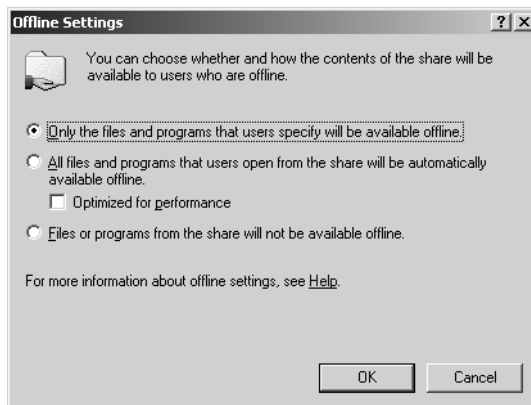 Offline Settings
You can choose whether and how the contents of the share will be
available to users who are offline.
Only the files and programs that users specify will be available offline.
All files and programs that users open from the share will be automatically
available offline.
Optimized for performance
Files or programs from the share will not be available offline.
For more information about offline settings, see Help.
OK Cancel